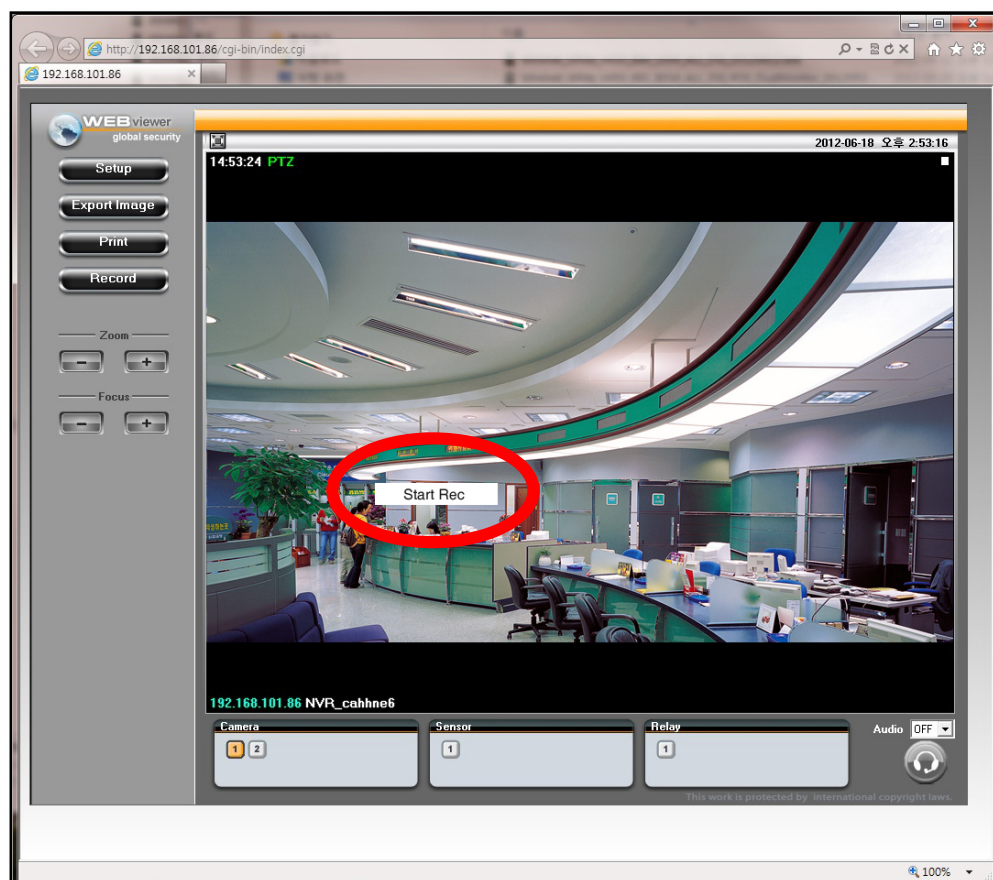 http://192.168.101.86/cgi-bin/index.cgi
192.168.101.86
WEB viewer
global security
2012-06-18 오후 2:53:16
Setup
Export Image
Print
Record
Zoom
- +
Focus
- +
14:53:24 PTZ
Start Rec
192.168.101.86 NVR_cahhne6
Camera
1 2
Sensor
1
Relay
1
Audio OFF
This work is protected by international copyright laws.
100%